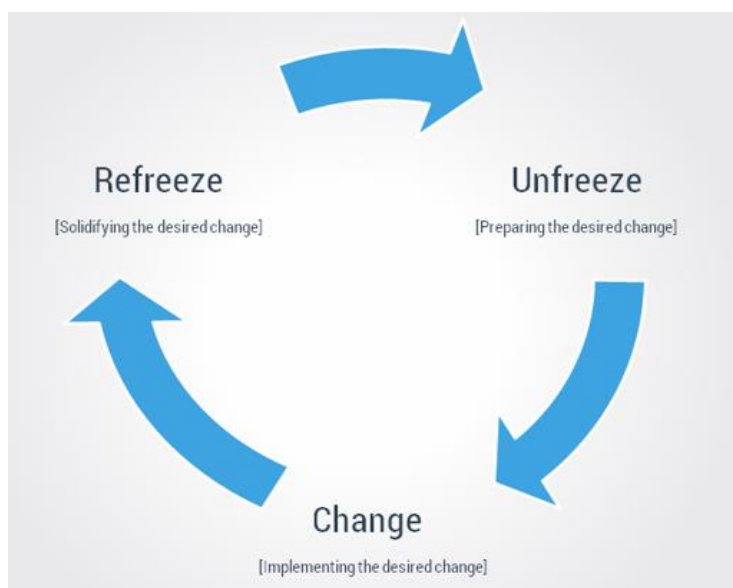 Refreeze
[Solidifying the desired change]
Unfreeze
[Preparing the desired change]
Change
[Implementing the desired change]